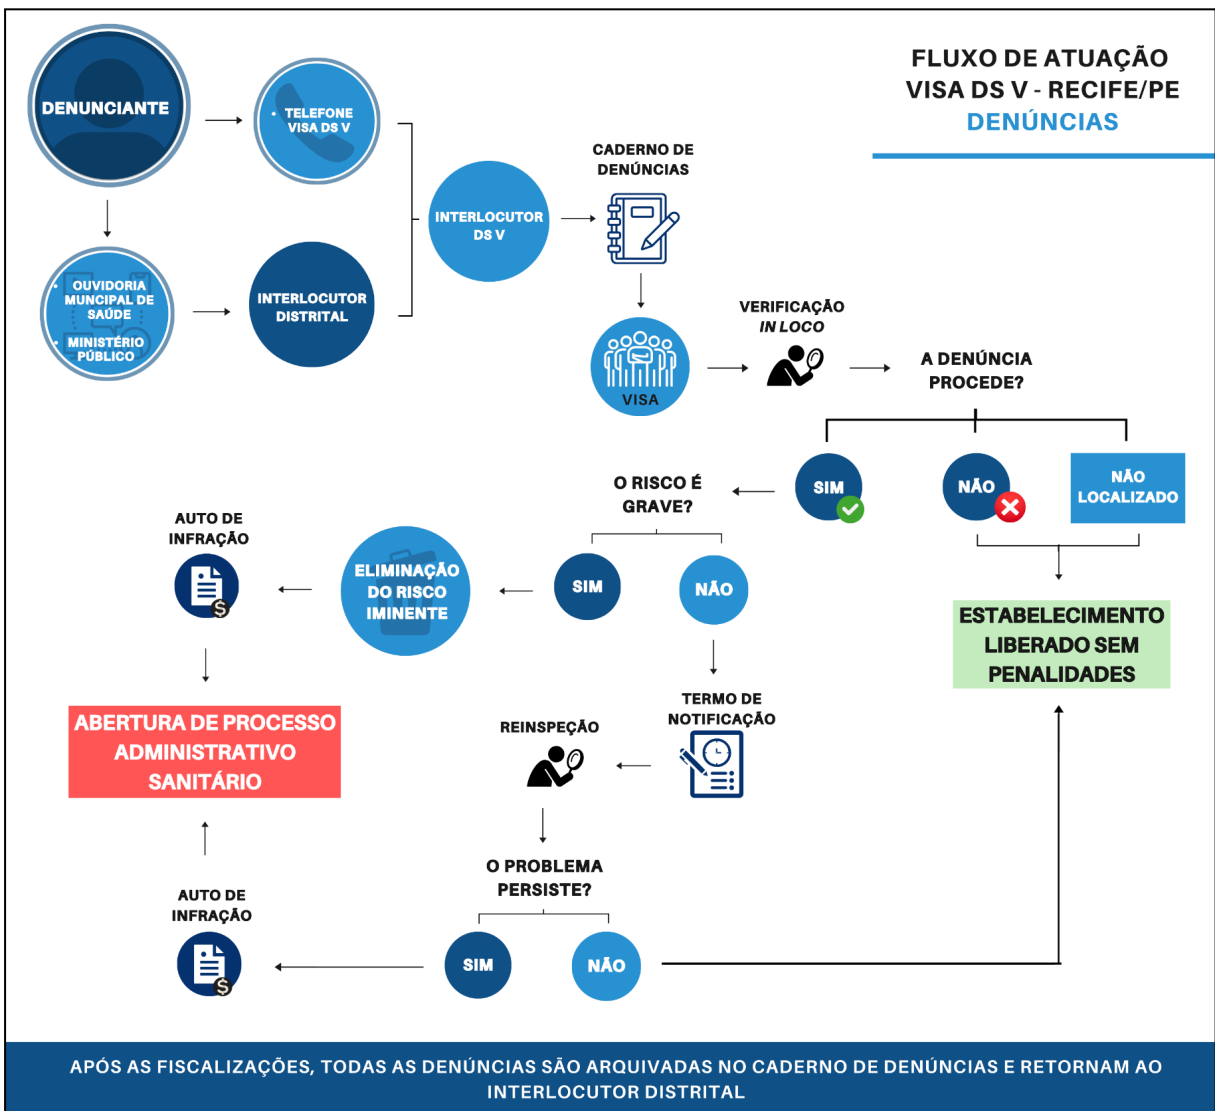 FLUXO DE ATUAÇÃO
VISA DS V - RECIFE/PE
DENÚNCIAS
DENUNCIANTE
• TELEFONE
VISA DS V
• OUVIDORIA
MUNCIPAL DE
SAÚDE
• MINISTÉRIO
PÚBLICO
INTERLOCUTOR
DISTRITAL
INTERLOCUTOR
DS V
CADERNO DE
DENÚNCIAS
VISA
VERIFICAÇÃO
IN LOCO
A DENÚNCIA
PROCEDE?
SIM
NÃO
NÃO
LOCALIZADO
ESTABELECIMENTO
LIBERADO SEM
PENALIDADES
O RISCO É
GRAVE?
SIM
NÃO
ELIMINAÇÃO
DO RISCO
IMINENTE
AUTO DE
INFRAÇÃO
$
ABERTURA DE PROCESSO
ADMINISTRATIVO
SANITÁRIO
TERMO DE
NOTIFICAÇÃO
REINSPEÇÃO
O PROBLEMA
PERSISTE?
SIM
NÃO
AUTO DE
INFRAÇÃO
$
APÓS AS FISCALIZAÇÕES, TODAS AS DENÚNCIAS SÃO ARQUIVADAS NO CADERNO DE DENÚNCIAS E RETORNAM AO
INTERLOCUTOR DISTRITAL